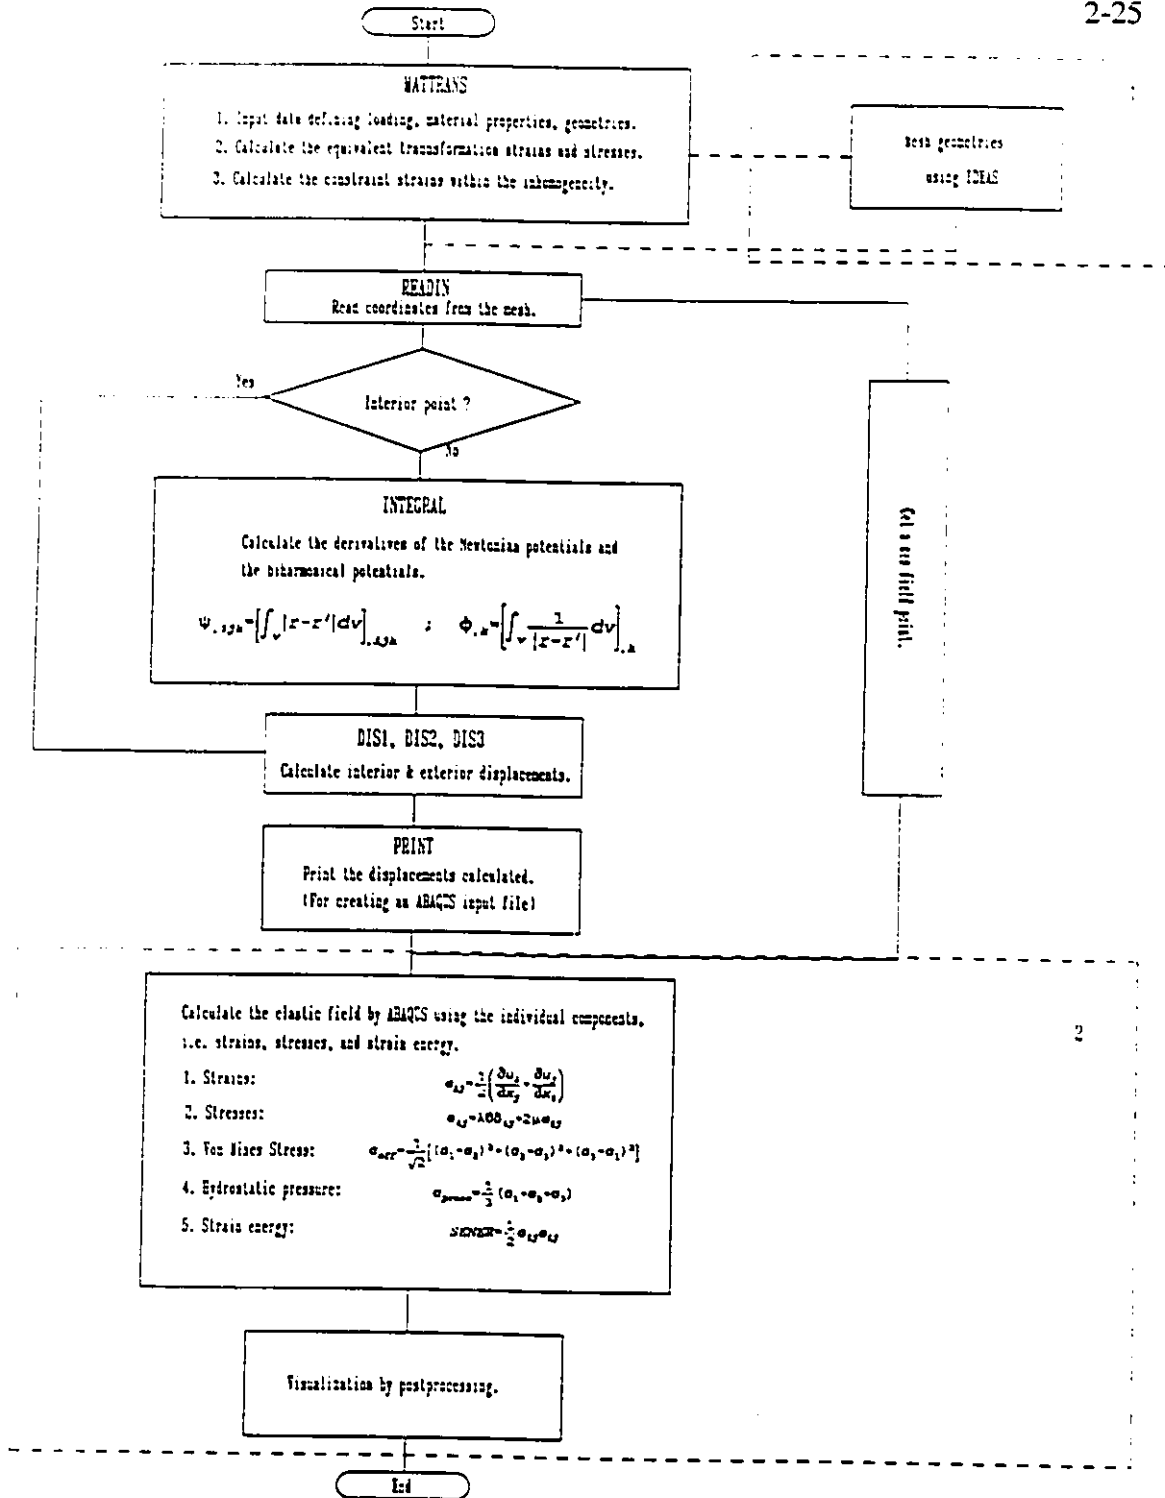 2-25
Start
MATTRANS
1. Input data defining loading, material properties, geometries.
2. Calculate the equivalent transformation strains and stresses.
3. Calculate the constraint strains within the inhomogeneity.
Mesh geometries
using IDEAS
READIN
Read coordinates from the mesh.
Yes
Interior point ?
No
INTEGRAL
Calculate the derivatives of the Newtonian potentials and
the biharmonical potentials.
ψ,ijk=[∫v|r-r′|dv],ijk ; ϕ,k=[∫v 1/|r-r′| dv],k
Get a new field point.
DIS1, DIS2, DIS3
Calculate interior & exterior displacements.
PRINT
Print the displacements calculated.
(For creating an ABAQUS input file)
Calculate the elastic field by ABAQUS using the individual components,
i.e. strains, stresses, and strain energy.
2
1. Strains:
2. Stresses:
3. Von Mises Stress:
4. Hydrostatic pressure:
5. Strain energy:
Visualization by postprocessing.
End